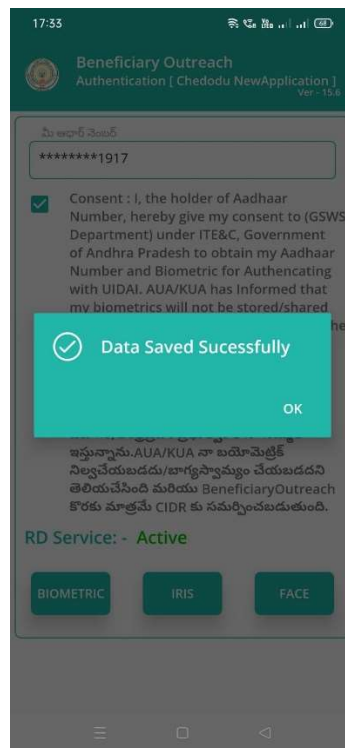 17:33
68
Beneficiary Outreach
Authentication [ Chedodu NewApplication ]
Ver - 15.6
మీ ఆధార్ నెంబర్
********1917
Consent : I, the holder of Aadhaar
Number, hereby give my consent to (GSWS
Department) under ITE&C, Government
of Andhra Pradesh to obtain my Aadhaar
Number and Biometric for Authencating
with UIDAI. AUA/KUA has Informed that
my biometrics will not be stored/shared
he
Data Saved Sucessfully
OK
ఇస్తున్నాను.AUA/KUA నా బయోమెట్రిక్
నిల్వచేయబడదు/బాగ్యస్వామ్యం చేయబడదని
తెలియచేసింది మరియు BeneficiaryOutreach
కొరకు మాత్రమే CIDR కు సమర్పించబడుతుంది.
RD Service: - Active
BIOMETRIC
IRIS
FACE